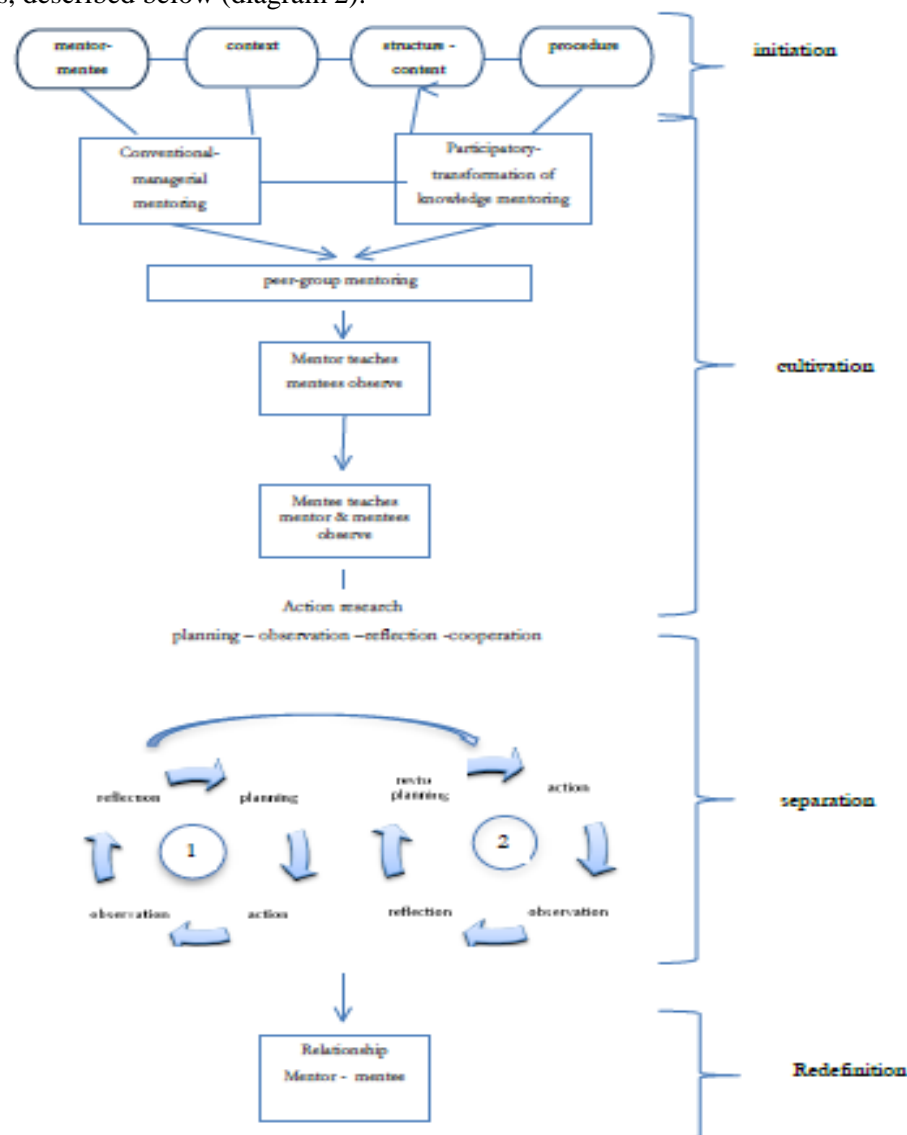 s, described below (diagram 2).
mentor-
mentee
context
structure -
content
procedure
initiation
Conventional-
managerial
mentoring
Participatory-
transformation of
knowledge mentoring
peer-group mentoring
Mentor teaches
mentees observe
cultivation
Mentee teaches
mentor & mentees
observe
Action research
planning – observation –reflection -cooperation
reflection
planning
1
observation
action
planning
action
2
reflection
observation
separation
Relationship
Mentor - mentee
Redefinition